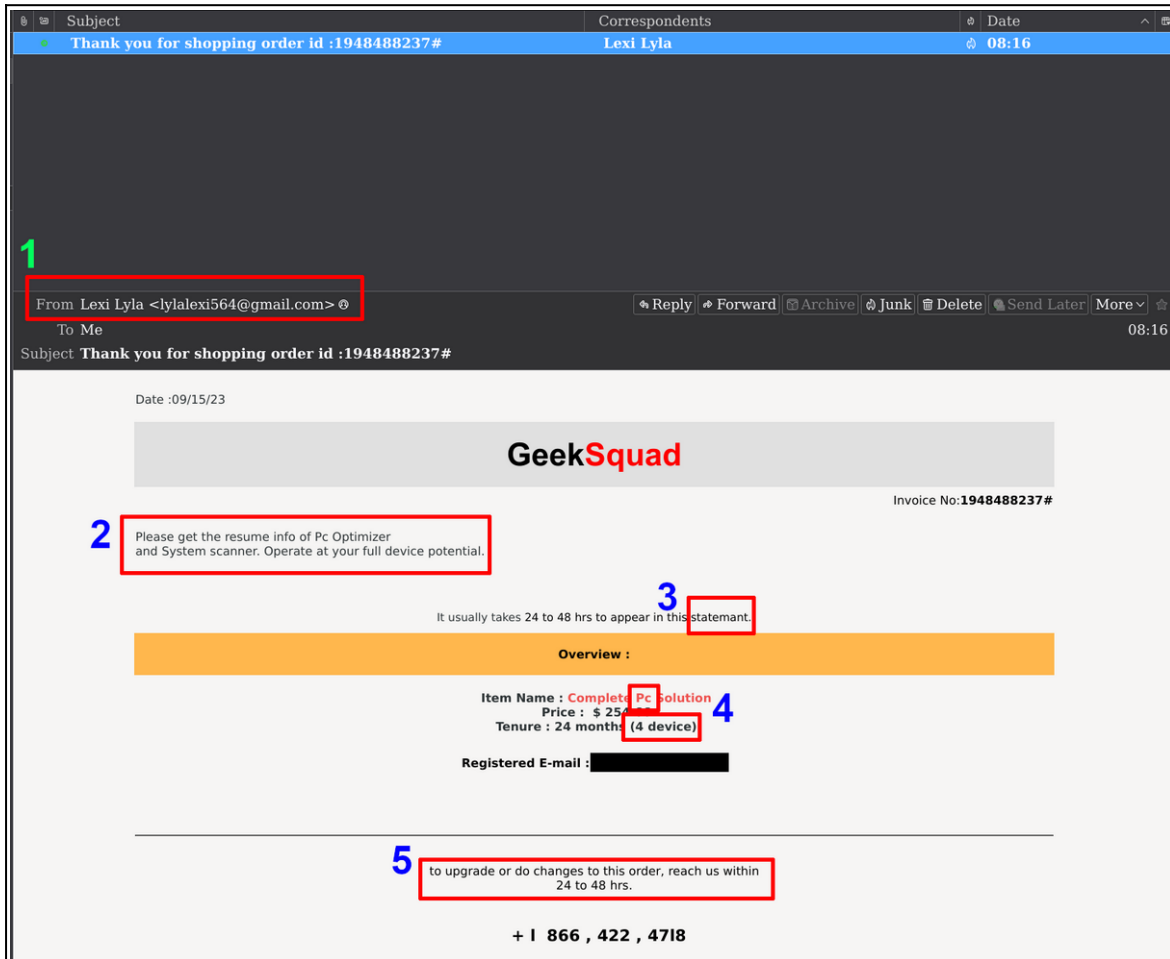 Subject Correspondents Date
Thank you for shopping order id :1948488237# Lexi Lyla 08:16
1
From Lexi Lyla <lylalexi564@gmail.com> Reply Forward Archive Junk Delete Send Later More
To Me 08:16
Subject Thank you for shopping order id :1948488237#
Date :09/15/23
GeekSquad
Invoice No:1948488237#
2
Please get the resume info of Pc Optimizer
and System scanner. Operate at your full device potential.
3
It usually takes 24 to 48 hrs to appear in this statemant.
Overview :
Item Name : Complete Pc Solution
4
Price : $ 254
Tenure : 24 months (4 device)
Registered E-mail :
5
to upgrade or do changes to this order, reach us within
24 to 48 hrs.
+ l 866 , 422 , 47l8